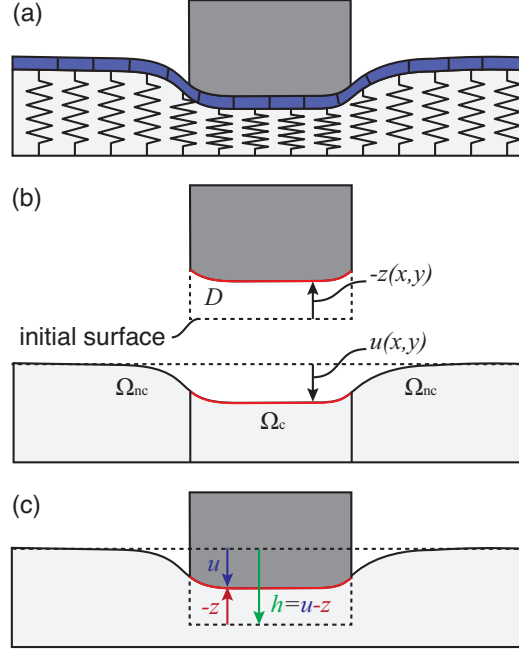 (a)
(b)
D
-z(x,y)
initial surface
u(x,y)
Ωnc
Ωc
Ωnc
(c)
u
-z
h=u-z